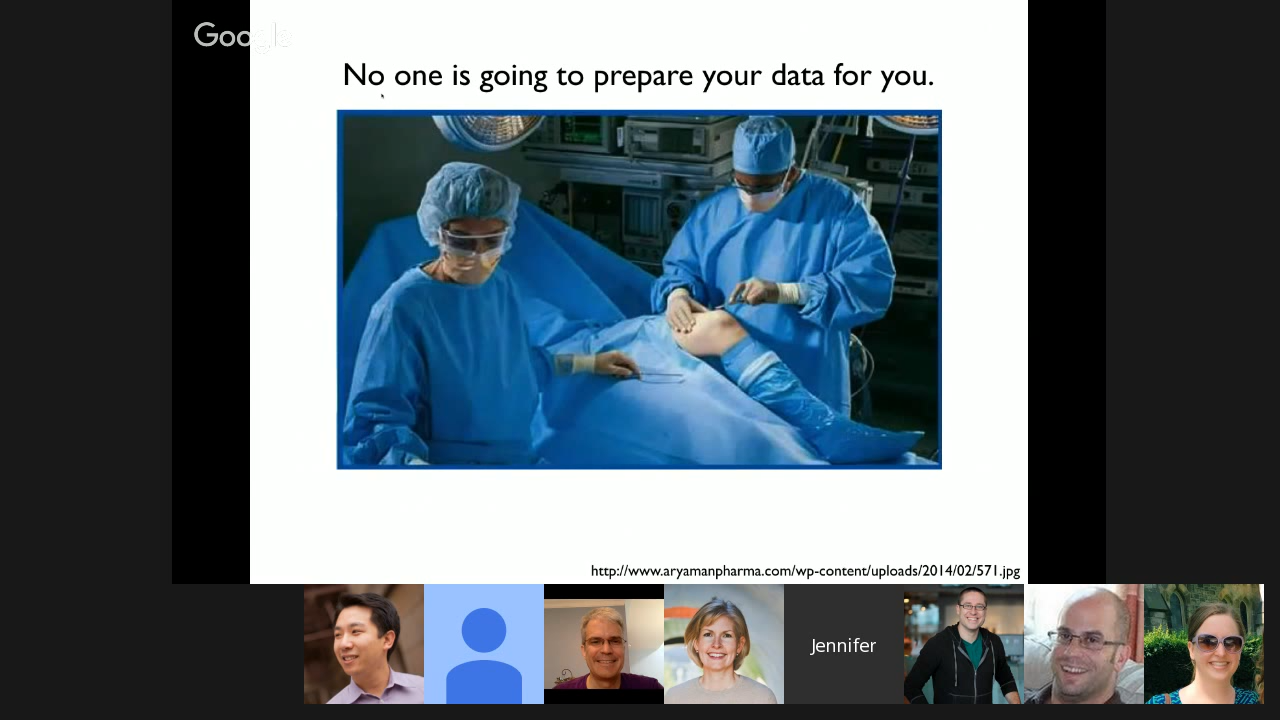 Google
No one is going to prepare your data for you.
http://www.aryamanpharma.com/wp-content/uploads/2014/02/571.jpg
Jennifer